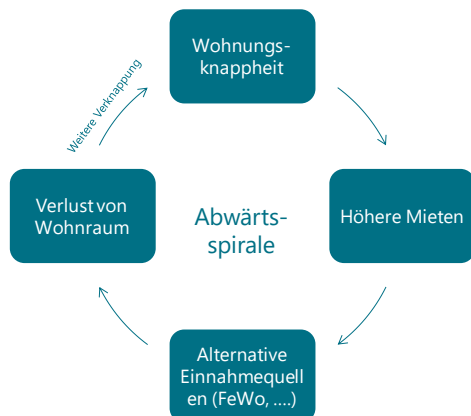 Wohnungs-
knappheit
Weitere Verknappung
Verlust von
Wohnraum
Abwärts-
spirale
Höhere Mieten
Alternative
Einnahmequell
en (FeWo, ....)